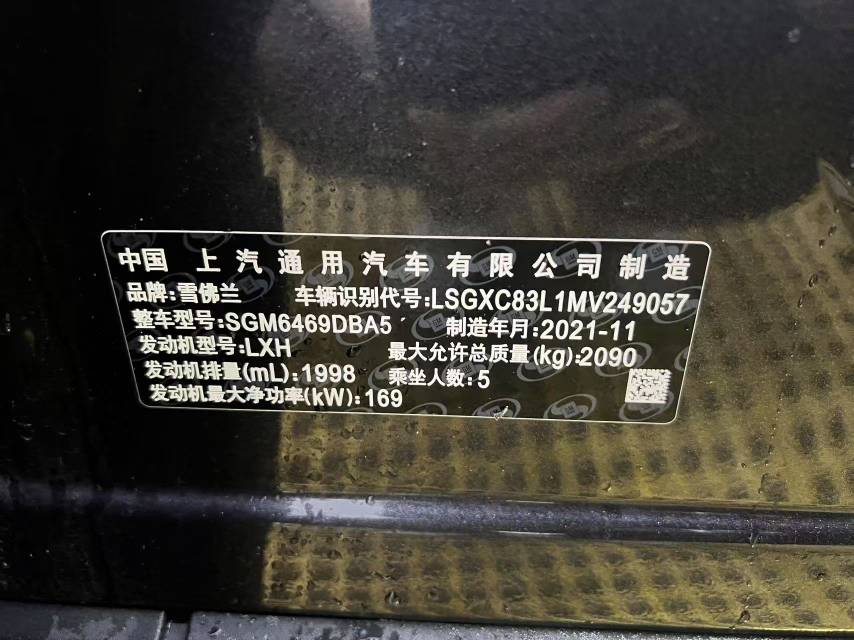 中国 上汽通用汽车有限公司制造
品牌:雪佛兰 车辆识别代号:LSGXC83L1MV249057
整车型号:SGM6469DBA5 制造年月:2021-11
发动机型号:LXH 最大允许总质量(kg):2090
发动机排量(mL):1998 乘坐人数:5
发动机最大净功率(kW):169